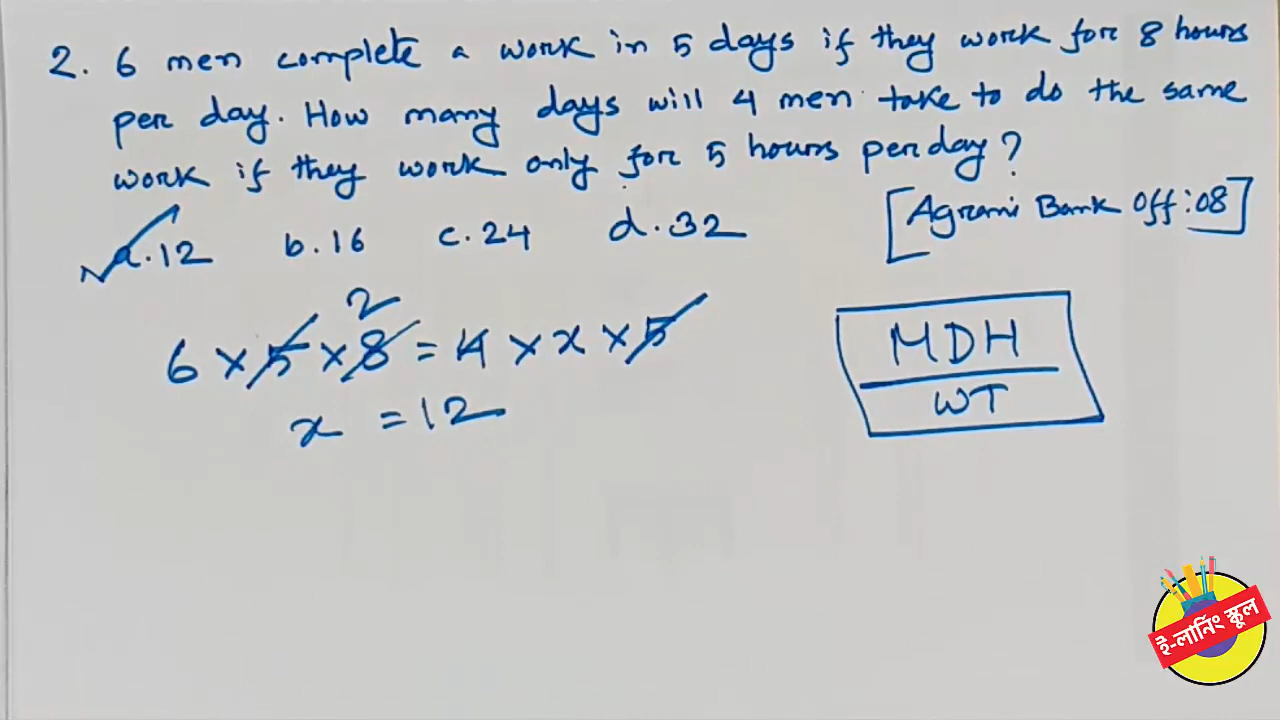 2. 6 men complete a work in 5 days if they work for 8 hours
per day. How many days will 4 men take to do the same
work if they work only for 5 hours per day?
[Agrani Bank Off:08]
a.12 b.16 c.24 d.32
2
6 × 5 × 8 = 4 × x × 5
x = 12
MDH
WT
ই-লার্নিং স্কুল